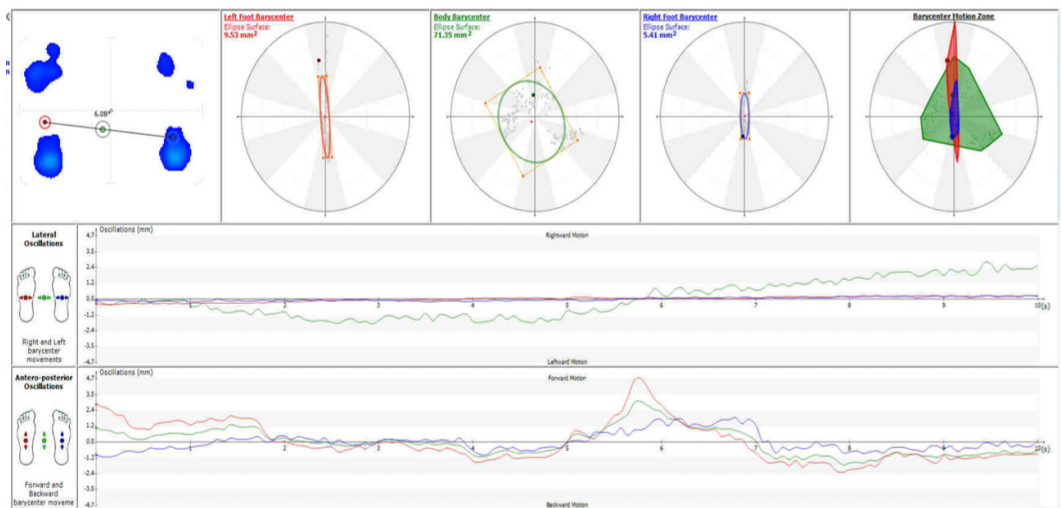 6.08°
Left Foot Barycenter
Ellipse Surface:
9.53 mm²
Body Barycenter
Ellipse Surface:
71.35 mm²
Right Foot Barycenter
Ellipse Surface:
5.41 mm²
Barycenter Motion Zone
Lateral
Oscillations
Right and Left
barycenter
movements
Oscillations (mm)
Rightward Motion
4.7
3.5
2.4
1.2
0.0
-1.2
-2.4
-3.5
-4.7
1 2 3 4 5 6 7 8 9 10(s)
Leftward Motion
Antero-posterior
Oscillations
Forward and
Backward
barycenter moveme
Oscillations (mm)
Forward Motion
4.7
3.5
2.4
1.2
0.0
-1.2
-2.4
-3.5
-4.7
1 2 3 4 5 6 7 8 9 10(s)
Backward Motion